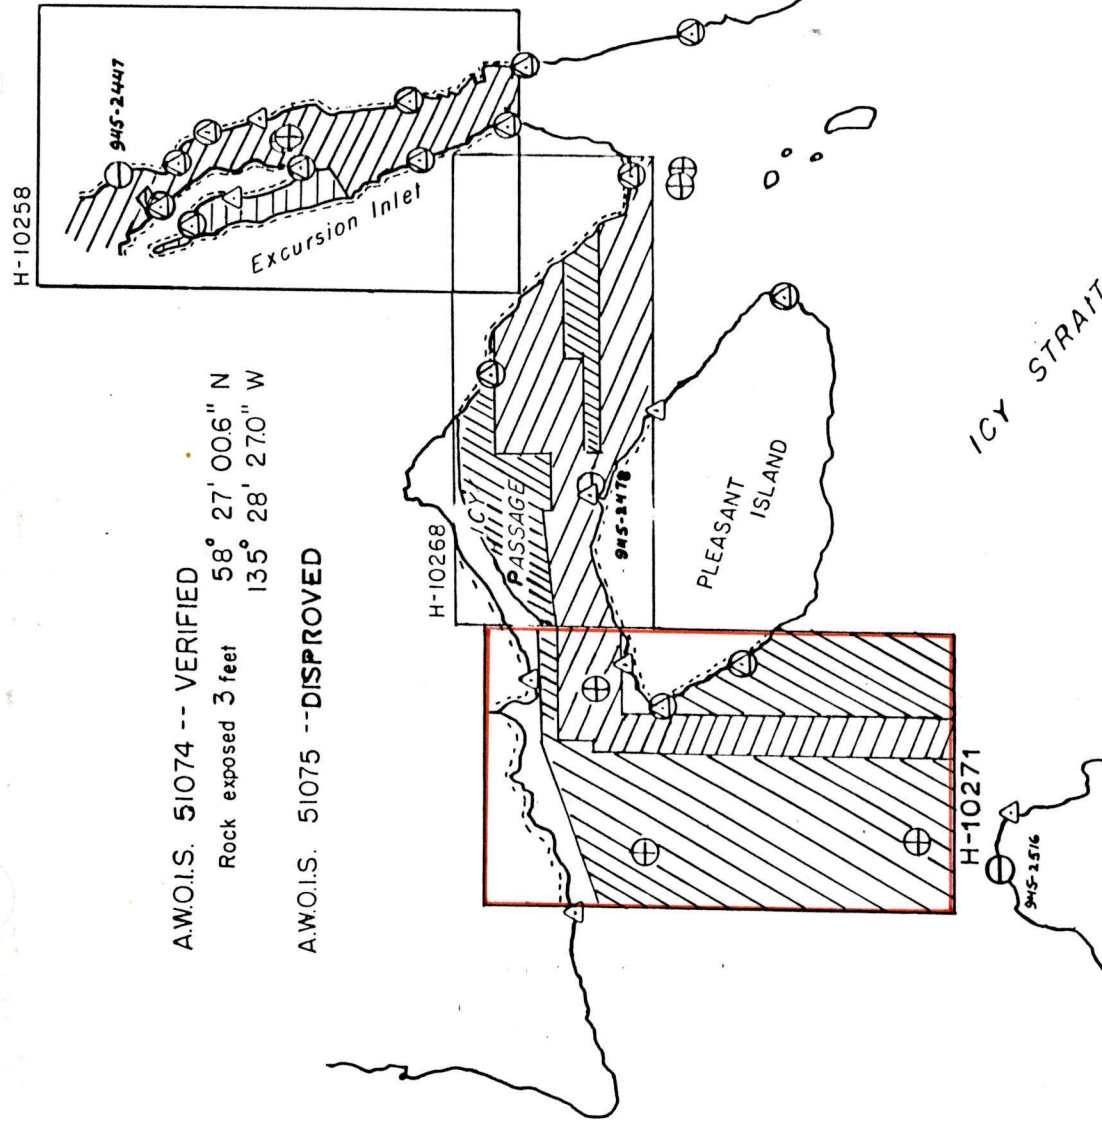 A.W.O.I.S. 51074 -- VERIFIED
Rock exposed 3 feet 58° 27' 00.6" N
135° 28' 27.0" W
A.W.O.I.S. 51075 --DISPROVED
H-10258
945-2447
Excursion Inlet
H-10268
ICY
PASSAGE
945-2478
PLEASANT
ISLAND
ICY STRAIT
H-10271
945-2516